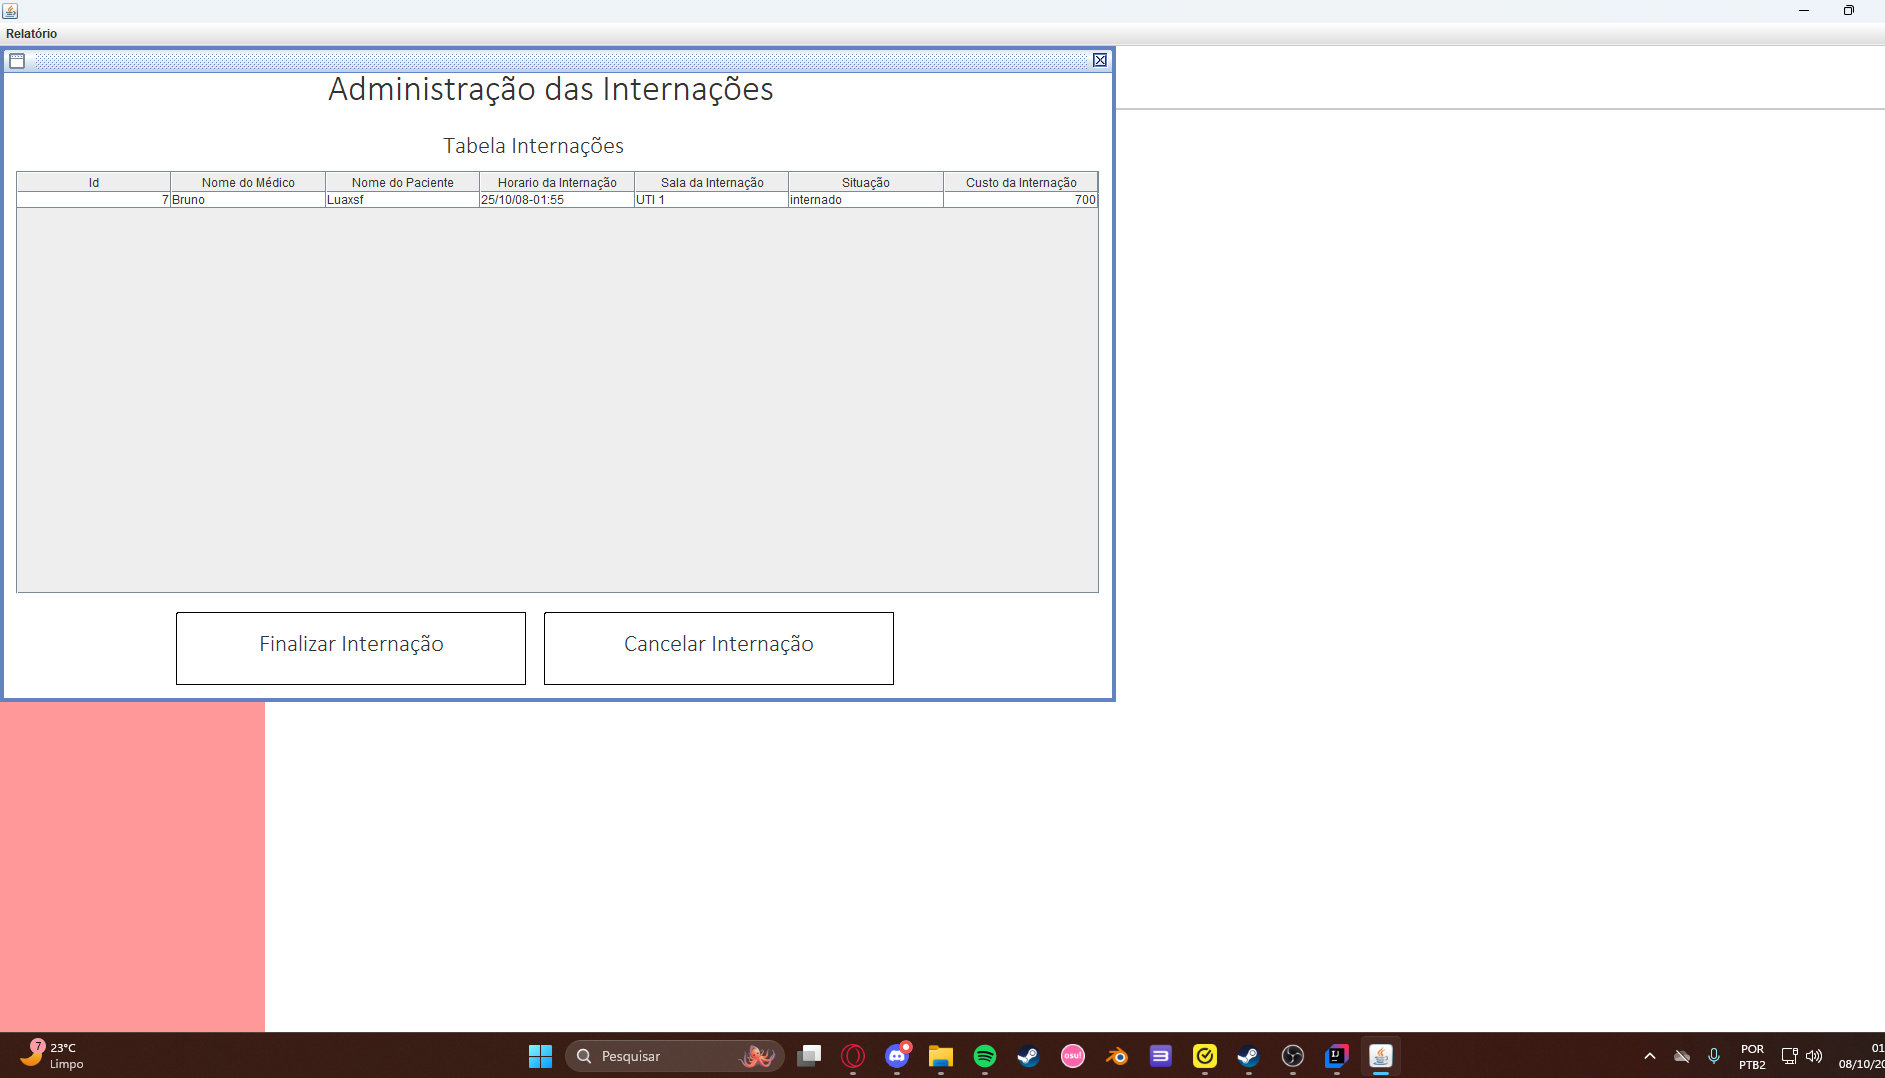 Relatório
Administração das Internações
Tabela Internações
Id Nome do Médico Nome do Paciente Horario da Internação Sala da Internação Situação Custo da Internação
7 Bruno Luaxsf 25/10/08-01:55 UTI 1 internado 700
Finalizar Internação Cancelar Internação
7
23°C
Limpo
Pesquisar
osu!
IJ
POR
PTB2
01
08/10/20